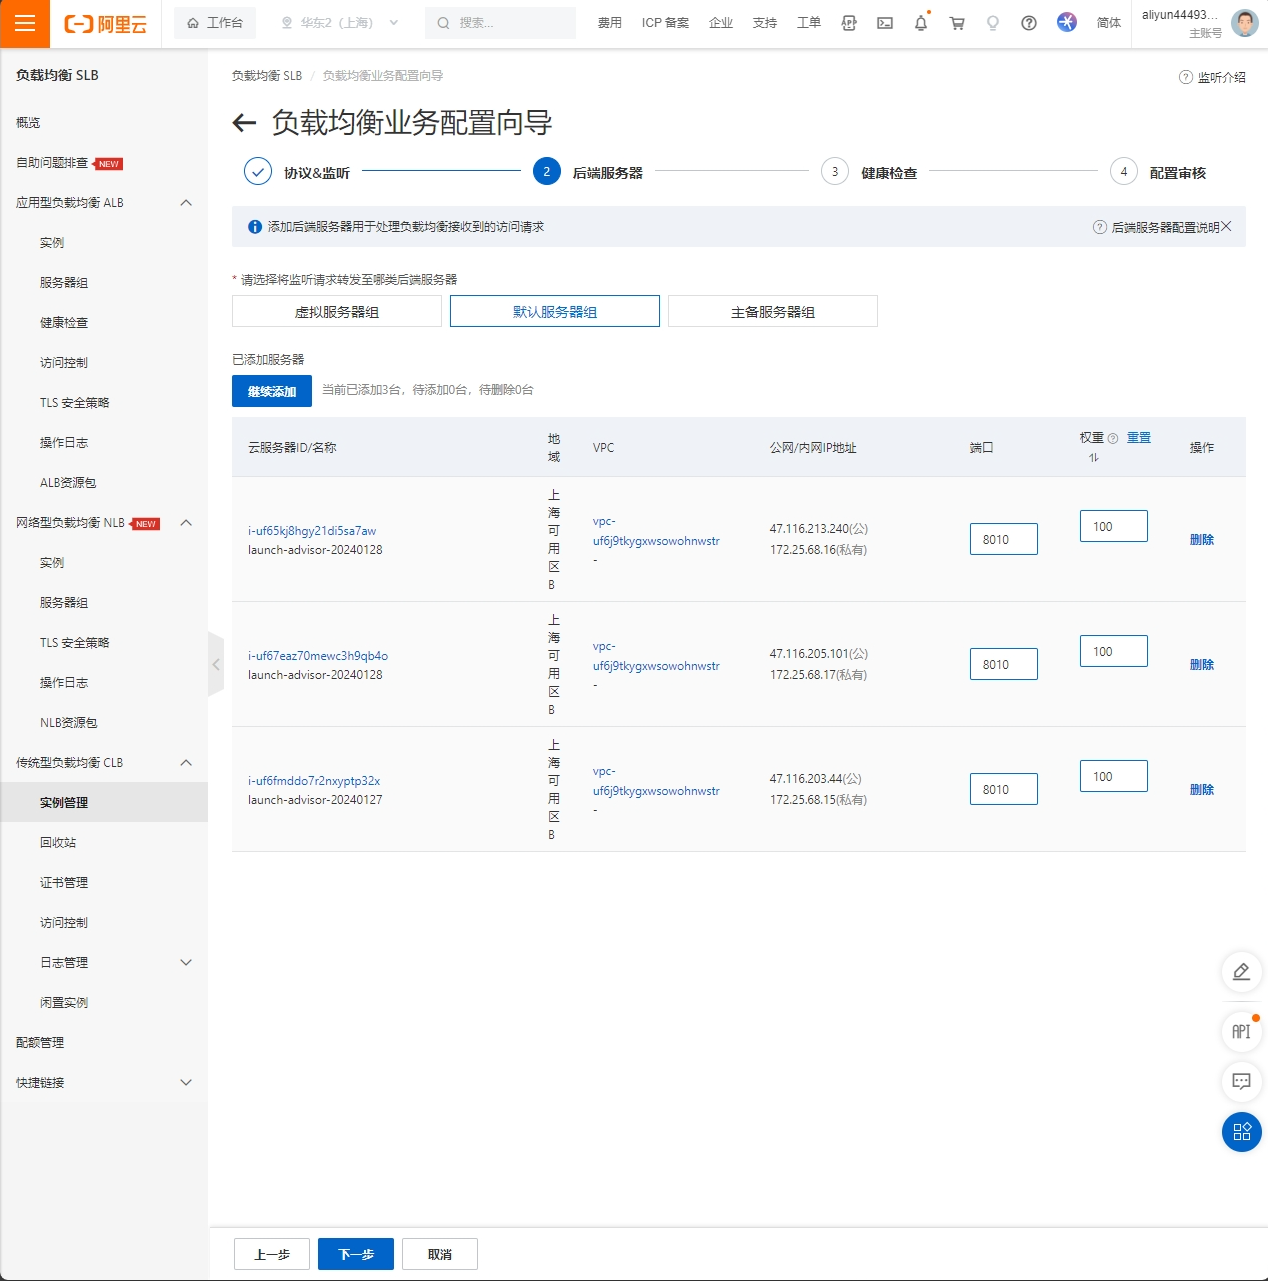 阿里云
工作台
华东2（上海）
搜索...
费用
ICP 备案
企业
支持
工单
简体
aliyun44493...
主账号
负载均衡 SLB
概览
自助问题排查 NEW
应用型负载均衡 ALB
实例
服务器组
健康检查
访问控制
TLS 安全策略
操作日志
ALB资源包
网络型负载均衡 NLB NEW
实例
服务器组
TLS 安全策略
操作日志
NLB资源包
传统型负载均衡 CLB
实例管理
回收站
证书管理
访问控制
日志管理
闲置实例
配额管理
快捷链接
负载均衡 SLB / 负载均衡业务配置向导
监听介绍
负载均衡业务配置向导
协议&监听
2 后端服务器
3 健康检查
4 配置审核
添加后端服务器用于处理负载均衡接收到的访问请求
后端服务器配置说明
* 请选择将监听请求转发至哪类后端服务器
虚拟服务器组
默认服务器组
主备服务器组
已添加服务器
继续添加 当前已添加3台，待添加0台，待删除0台
云服务器ID/名称
地域
VPC
公网/内网IP地址
端口
权重 重置
操作
i-uf65kj8hgy21di5sa7aw
launch-advisor-20240128
上海可用区B
vpc-
uf6j9tkygxwsowohnwstr
-
47.116.213.240(公)
172.25.68.16(私有)
8010
100
删除
i-uf67eaz70mewc3h9qb4o
launch-advisor-20240128
上海可用区B
vpc-
uf6j9tkygxwsowohnwstr
-
47.116.205.101(公)
172.25.68.17(私有)
8010
100
删除
i-uf6fmddo7r2nxyptp32x
launch-advisor-20240127
上海可用区B
vpc-
uf6j9tkygxwsowohnwstr
-
47.116.203.44(公)
172.25.68.15(私有)
8010
100
删除
API
上一步
下一步
取消